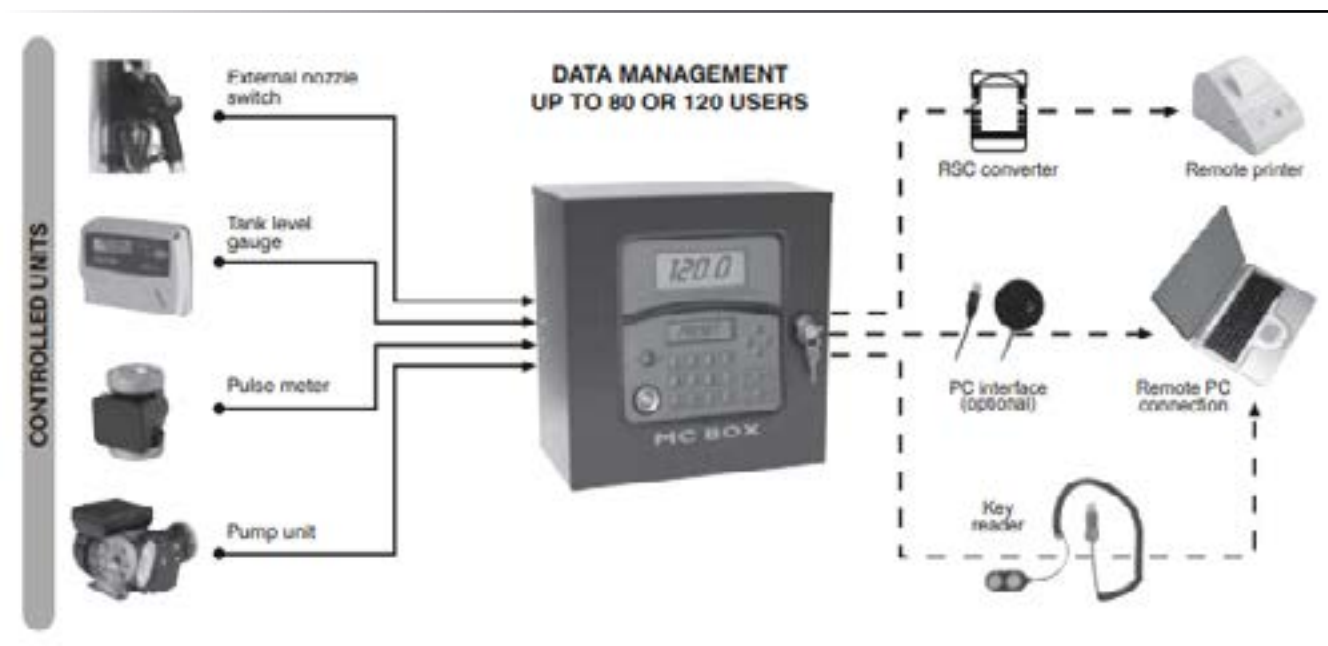 CONTROLLED UNITS
External nozzle
switch
Tank level
gauge
Pulse meter
Pump unit
DATA MANAGEMENT
UP TO 80 OR 120 USERS
120.0
MC BOX
RSC converter
Remote printer
PC interface
(optional)
Remote PC
connection
Key
reader